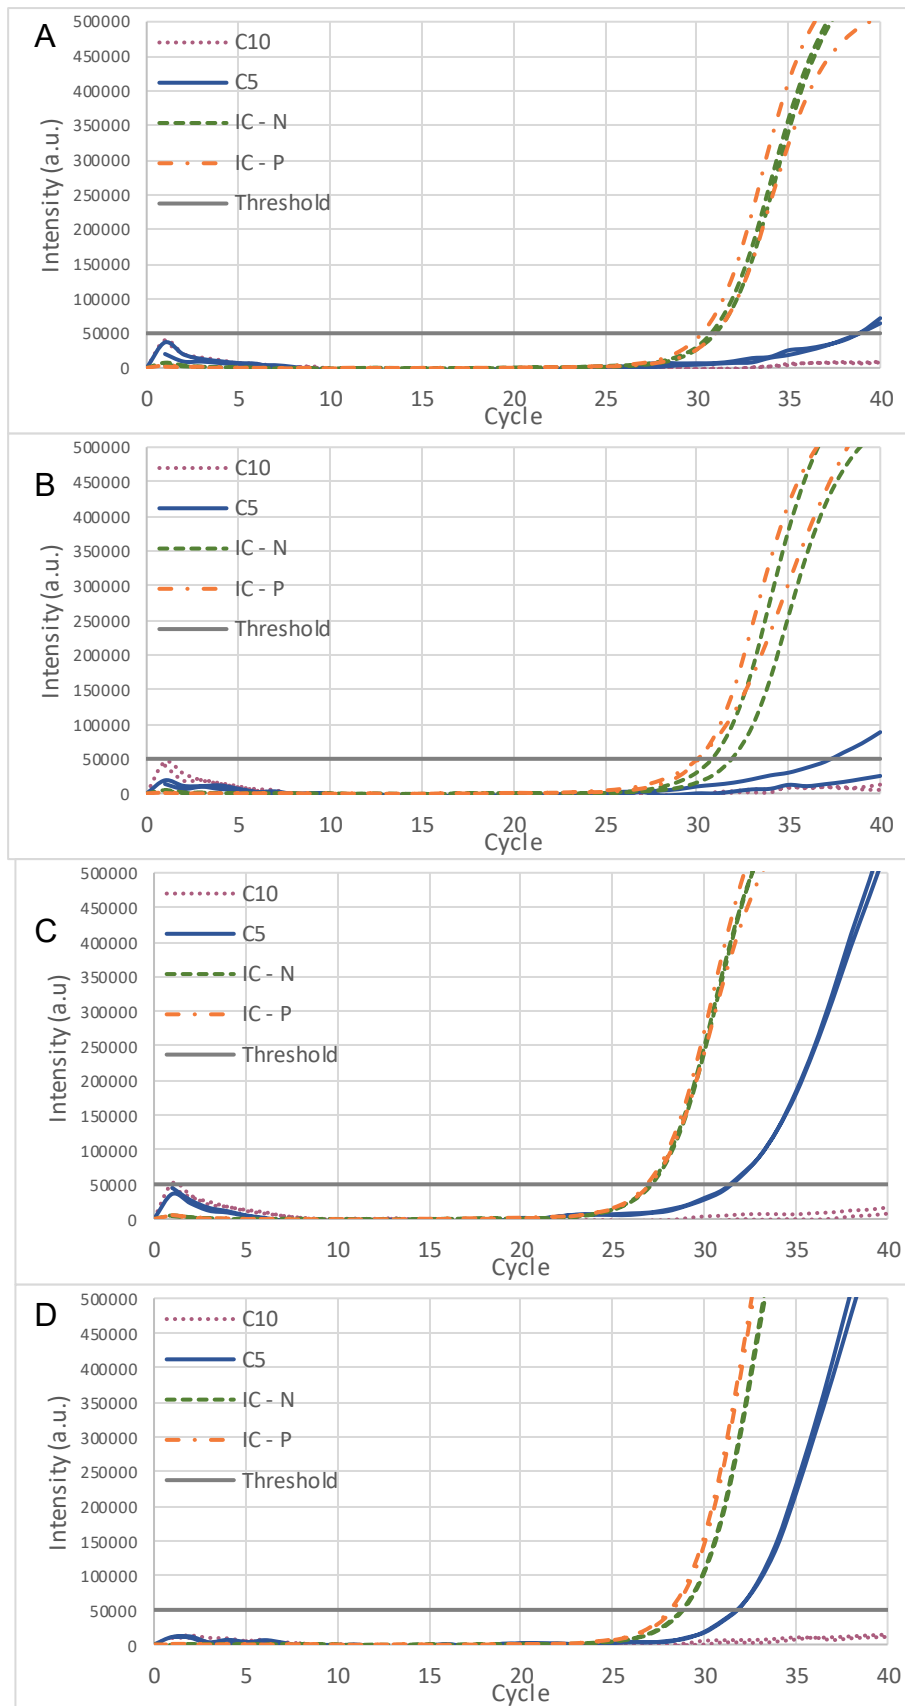 A
500000
450000
400000
350000
300000
250000
200000
150000
100000
50000
0
Intensity (a.u.)
C10
C5
IC - N
IC - P
Threshold
0 5 10 15 20 25 30 35 40
Cycle
B
500000
450000
400000
350000
300000
250000
200000
150000
100000
50000
0
Intensity (a.u.)
C10
C5
IC - N
IC - P
Threshold
0 5 10 15 20 25 30 35 40
Cycle
C
500000
450000
400000
350000
300000
250000
200000
150000
100000
50000
0
Intensity (a.u)
C10
C5
IC - N
IC - P
Threshold
0 5 10 15 20 25 30 35 40
Cycle
D
500000
450000
400000
350000
300000
250000
200000
150000
100000
50000
0
Intensity (a.u.)
C10
C5
IC - N
IC - P
Threshold
0 5 10 15 20 25 30 35 40
Cycle